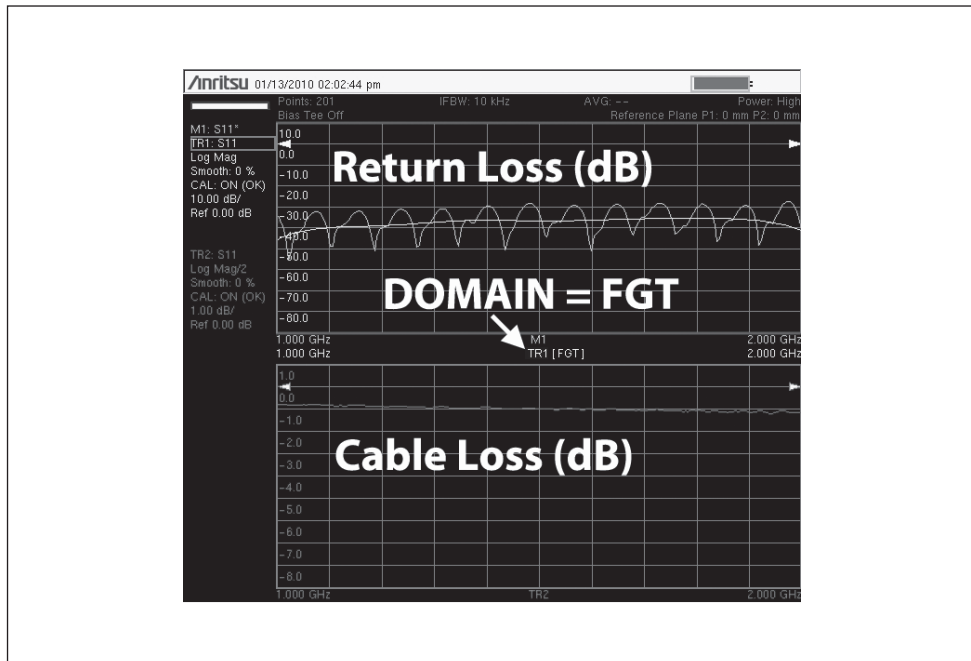 Anritsu 01/13/2010 02:02:44 pm
Points: 201 IFBW: 10 kHz AVG: -- Power: High
Bias Tee Off Reference Plane P1: 0 mm P2: 0 mm
M1: S11*
TR1: S11
Log Mag
Smooth: 0 %
CAL: ON (OK)
10.00 dB/
Ref 0.00 dB
TR2: S11
Log Mag/2
Smooth: 0 %
CAL: ON (OK)
1.00 dB/
Ref 0.00 dB
10.0
0.0
-10.0
-20.0
-30.0
-40.0
-50.0
-60.0
-70.0
-80.0
Return Loss (dB)
DOMAIN = FGT
1.000 GHz M1 2.000 GHz
1.000 GHz TR1 [FGT] 2.000 GHz
1.0
0.0
-1.0
-2.0
-3.0
-4.0
-5.0
-6.0
-7.0
-8.0
Cable Loss (dB)
1.000 GHz TR2 2.000 GHz